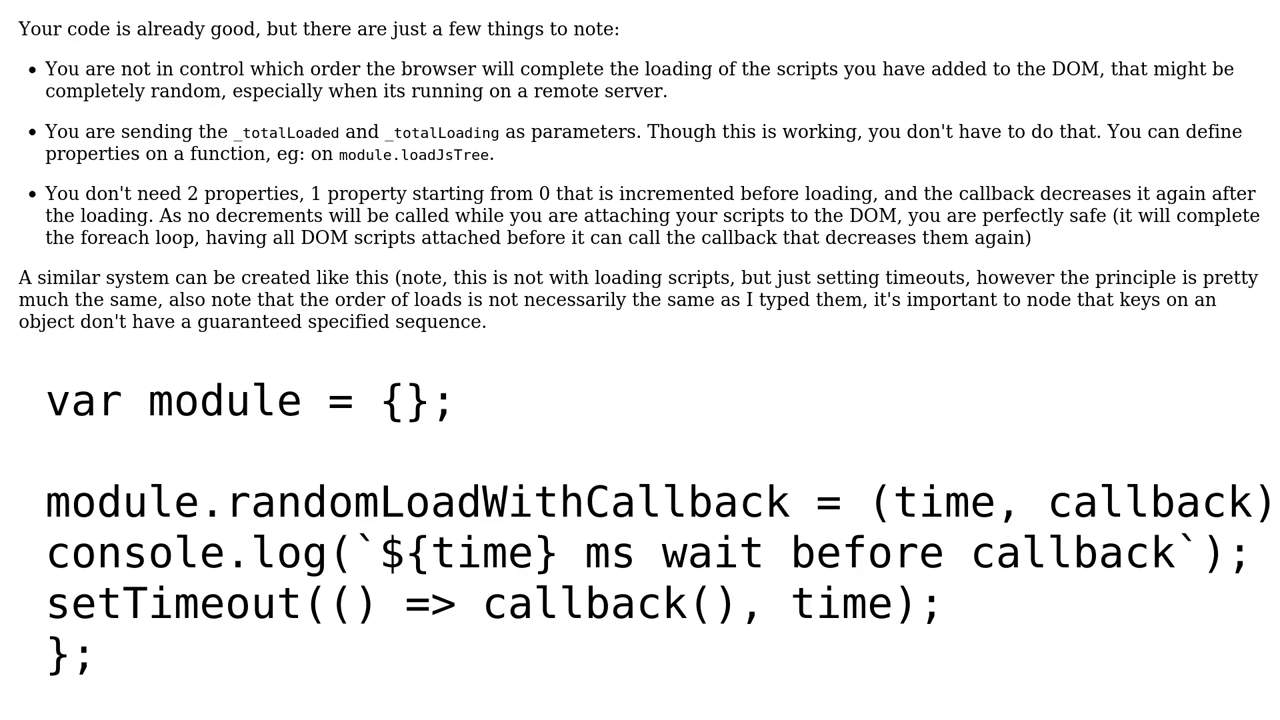 Your code is already good, but there are just a few things to note:
• You are not in control which order the browser will complete the loading of the scripts you have added to the DOM, that might be
completely random, especially when its running on a remote server.
• You are sending the _totalLoaded and _totalLoading as parameters. Though this is working, you don't have to do that. You can define
properties on a function, eg: on module.loadJsTree.
• You don't need 2 properties, 1 property starting from 0 that is incremented before loading, and the callback decreases it again after
the loading. As no decrements will be called while you are attaching your scripts to the DOM, you are perfectly safe (it will complete
the foreach loop, having all DOM scripts attached before it can call the callback that decreases them again)
A similar system can be created like this (note, this is not with loading scripts, but just setting timeouts, however the principle is pretty
much the same, also note that the order of loads is not necessarily the same as I typed them, it's important to node that keys on an
object don't have a guaranteed specified sequence.
var module = {};
module.randomLoadWithCallback = (time, callback)
console.log(`${time} ms wait before callback`);
setTimeout(() => callback(), time);
};